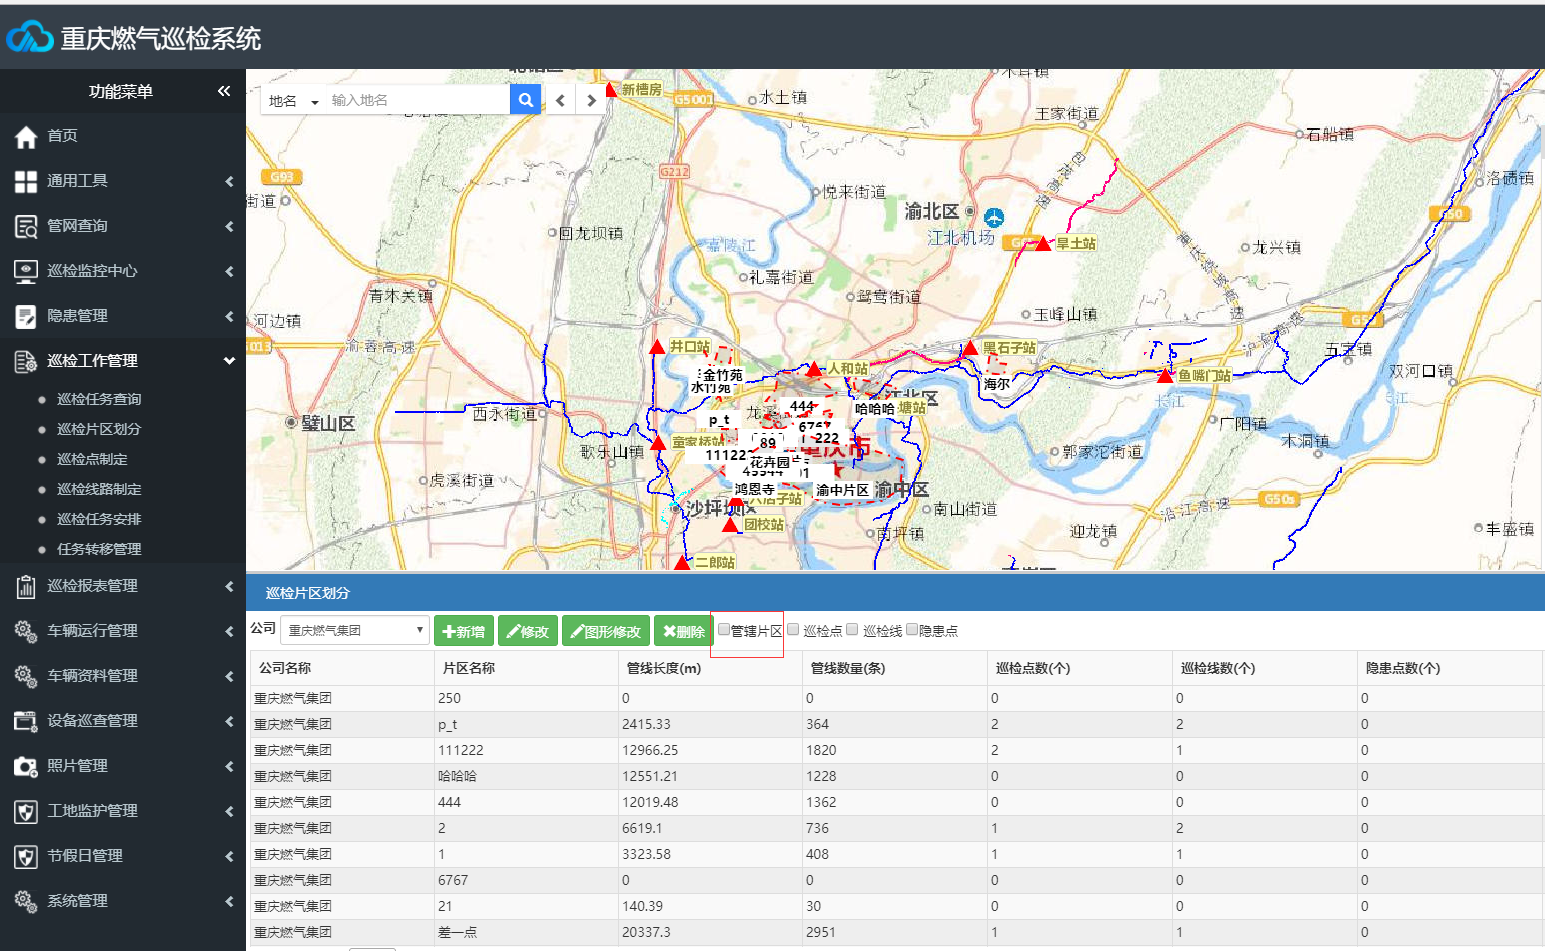 重庆燃气巡检系统
功能菜单
首页
通用工具
管网查询
巡检监控中心
隐患管理
巡检工作管理
巡检任务查询
巡检片区划分
巡检点制定
巡检线路制定
巡检任务安排
任务转移管理
巡检报表管理
车辆运行管理
车辆资料管理
设备巡查管理
照片管理
工地监护管理
节假日管理
系统管理
地名 输入地名
新槽房
G5001
水土镇
王家街道
石船镇
G93
街道
G212
悦来街道
洛碛镇
渝北区
江北机场
旱土站
G50
回龙坝镇
嘉陵江
龙兴镇
礼嘉街道
青木关镇
鸳鸯街道
玉峰山镇
河边镇
渝蓉高速
井口站
黑石子站
五宝镇
金竹苑
水竹苑
人和站
海尔
鱼嘴门站
双河口镇
璧山区
西永街道
p_t
444
哈哈哈
塘站
长江
广阳镇
6767
222
89
童家桥站
歌乐山镇
111222
花卉园
郭家沱街道
木洞镇
虎溪街道
鸿恩寺
渝中片区
渝中区
G50s
沿江高速
南山街道
团校站
南坪镇
迎龙镇
丰盛镇
二郎站
巡检片区划分
公司 重庆燃气集团 新增 修改 图形修改 删除 管辖片区 巡检点 巡检线 隐患点
公司名称 片区名称 管线长度(m) 管线数量(条) 巡检点数(个) 巡检线数(个) 隐患点数(个)
重庆燃气集团 250 0 0 0 0 0
重庆燃气集团 p_t 2415.33 364 2 2 0
重庆燃气集团 111222 12966.25 1820 2 1 0
重庆燃气集团 哈哈哈 12551.21 1228 0 0 0
重庆燃气集团 444 12019.48 1362 0 0 0
重庆燃气集团 2 6619.1 736 1 2 0
重庆燃气集团 1 3323.58 408 1 1 0
重庆燃气集团 6767 0 0 0 0 0
重庆燃气集团 21 140.39 30 0 0 0
重庆燃气集团 差一点 20337.3 2951 1 1 0